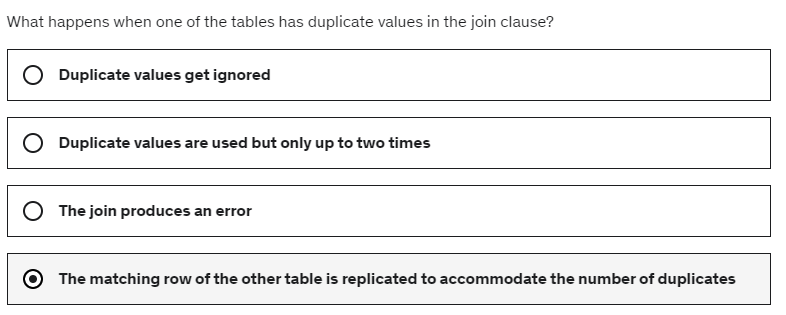 What happens when one of the tables has duplicate values in the join clause?
Duplicate values get ignored
Duplicate values are used but only up to two times
The join produces an error
The matching row of the other table is replicated to accommodate the number of duplicates